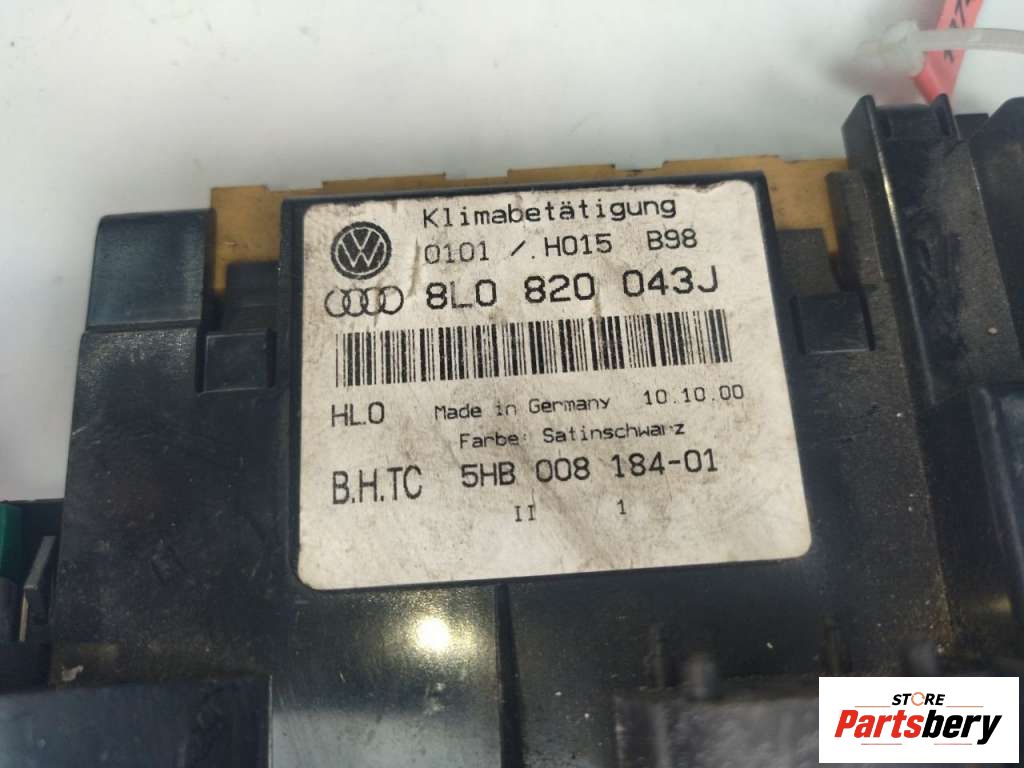 Klimabetätigung
0101 /. H015 B98
8L0 820 043J
HLO Made in Germany 10.10.00
Farbe: Satinschwarz
B.H.TC 5HB 008 184-01
II 1
STORE
Partsbery